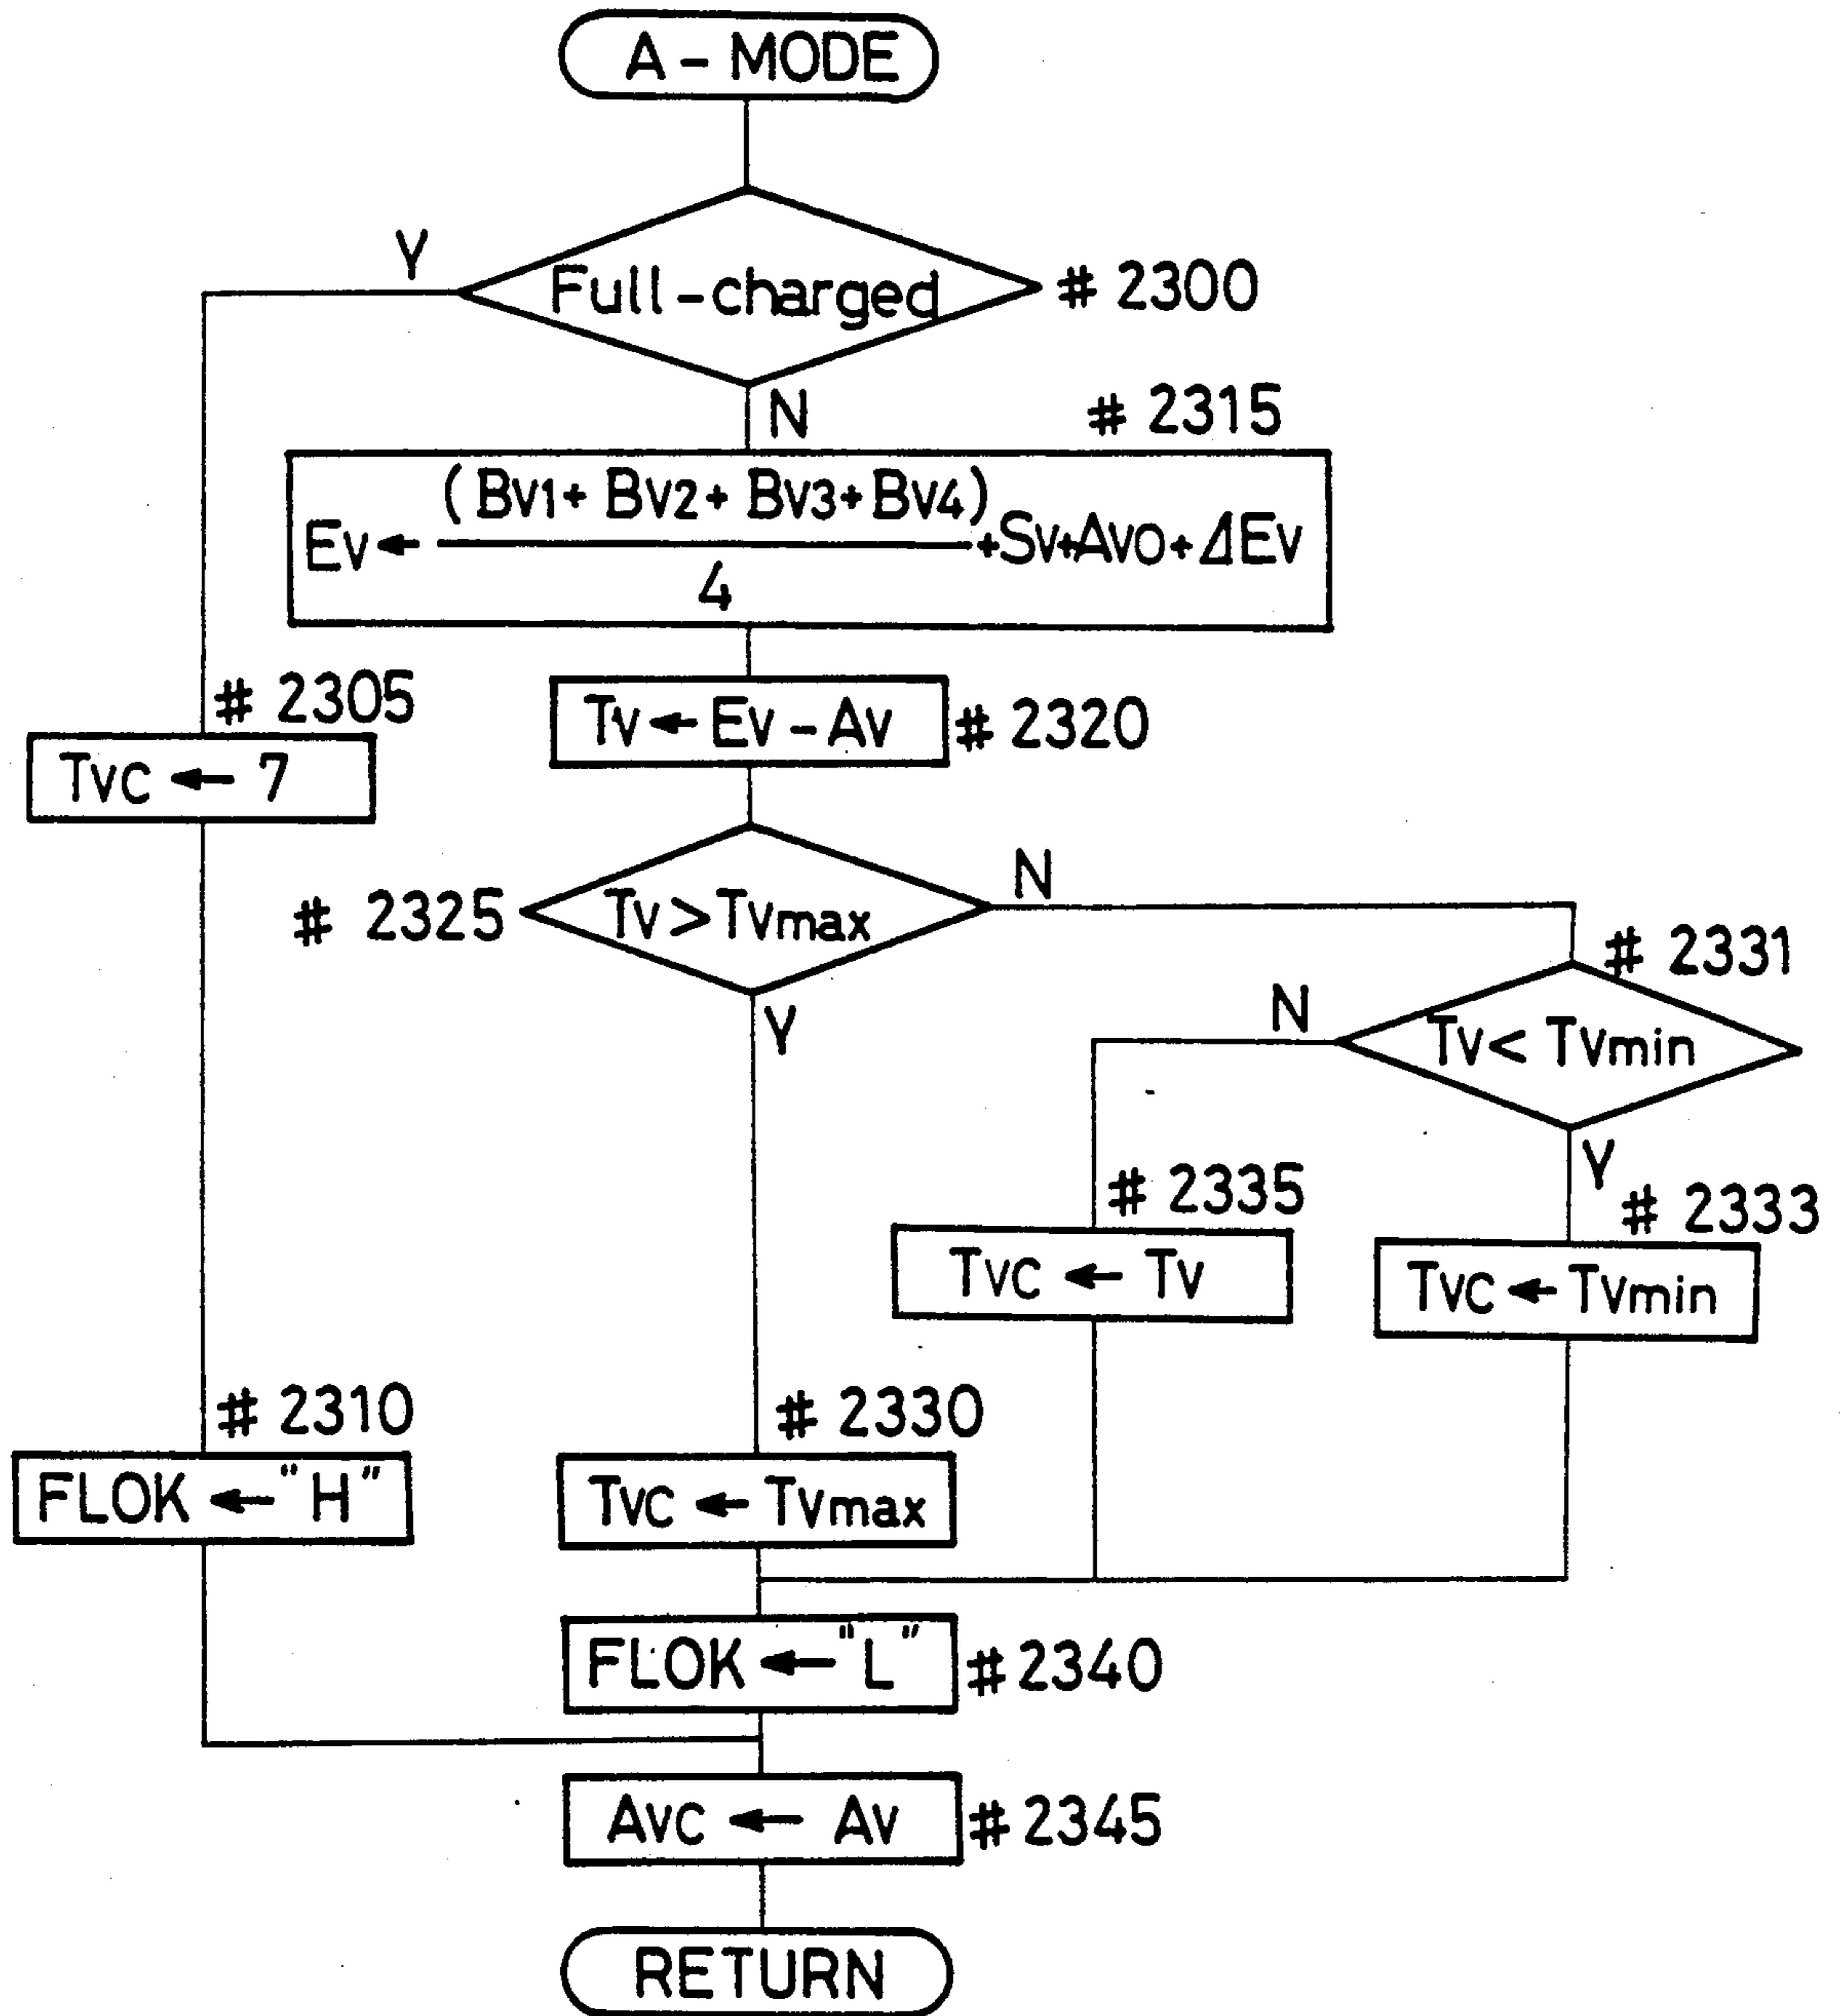 A - MODE
Y
Full-charged
# 2300
N
# 2315
(Bv1+ Bv2+ Bv3+ Bv4)
Ev← +Sv+Avo+ΔEv
4
# 2305
Tvc ← 7
Tv ← Ev - Av
# 2320
# 2325
Tv > Tvmax
N
# 2331
Y
N
Tv < Tvmin
Y
# 2335
# 2333
Tvc ← Tv
Tvc ← Tvmin
# 2310
# 2330
FLOK ← "H"
Tvc ← Tvmax
FLOK ← "L"
# 2340
Avc ← Av
# 2345
RETURN